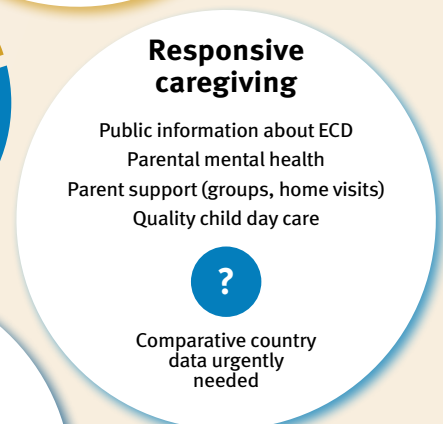 Responsive
caregiving
Public information about ECD
Parental mental health
Parent support (groups, home visits)
Quality child day care
?
Comparative country
data urgently
needed